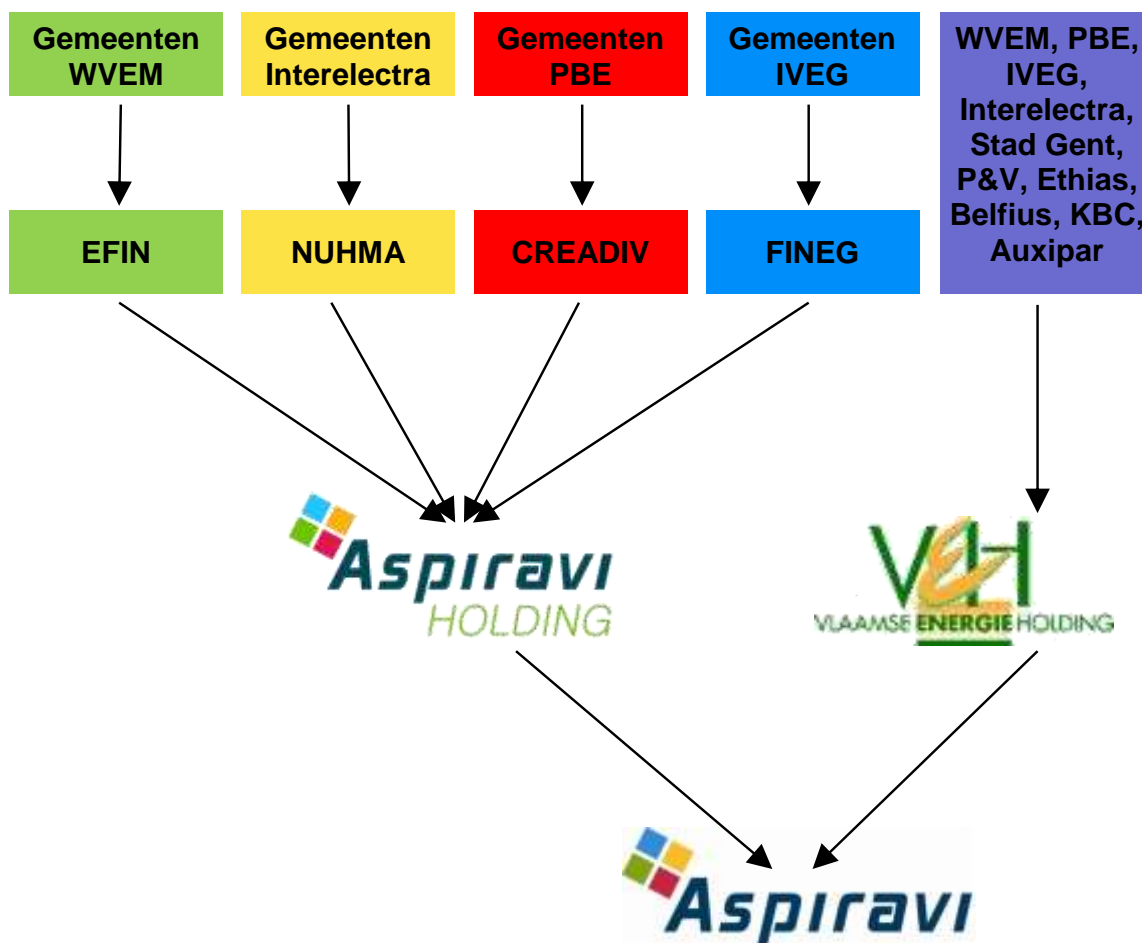 Gemeenten
WVEM
Gemeenten
Interelectra
Gemeenten
PBE
Gemeenten
IVEG
WVEM, PBE,
IVEG,
Interelectra,
Stad Gent,
P&V, Ethias,
Belfius, KBC,
Auxipar
EFIN
NUHMA
CREADIV
FINEG
Aspiravi
HOLDING
VEH
VLAAMSE ENERGIE HOLDING
Aspiravi